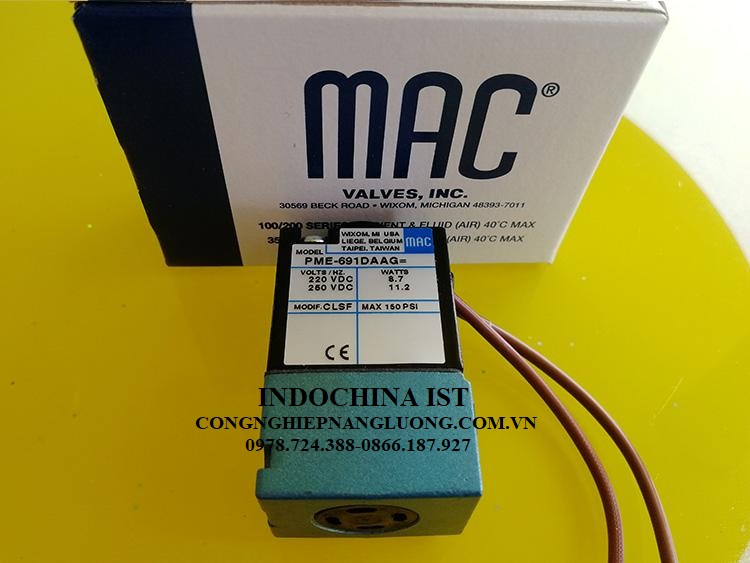 MAC®
VALVES, INC.
30569 BECK ROAD • WIXOM, MICHIGAN 48393-7011
100/200 SERIES & FLUID (AIR) 40°C MAX
(AIR) 40°C MAX
WIXOM, MI USA
LIEGE, BELGIUM
TAIPEI, TAIWAN
MAC
MODEL
PME-691DAAG=
VOLTS/HZ. WATTS
220 VDC 8.7
250 VDC 11.2
MODIF. CLSF MAX 150 PSI
CE
INDOCHINA IST
CONGNGHIEPNANGLUONG.COM.VN
0978.724.388-0866.187.927